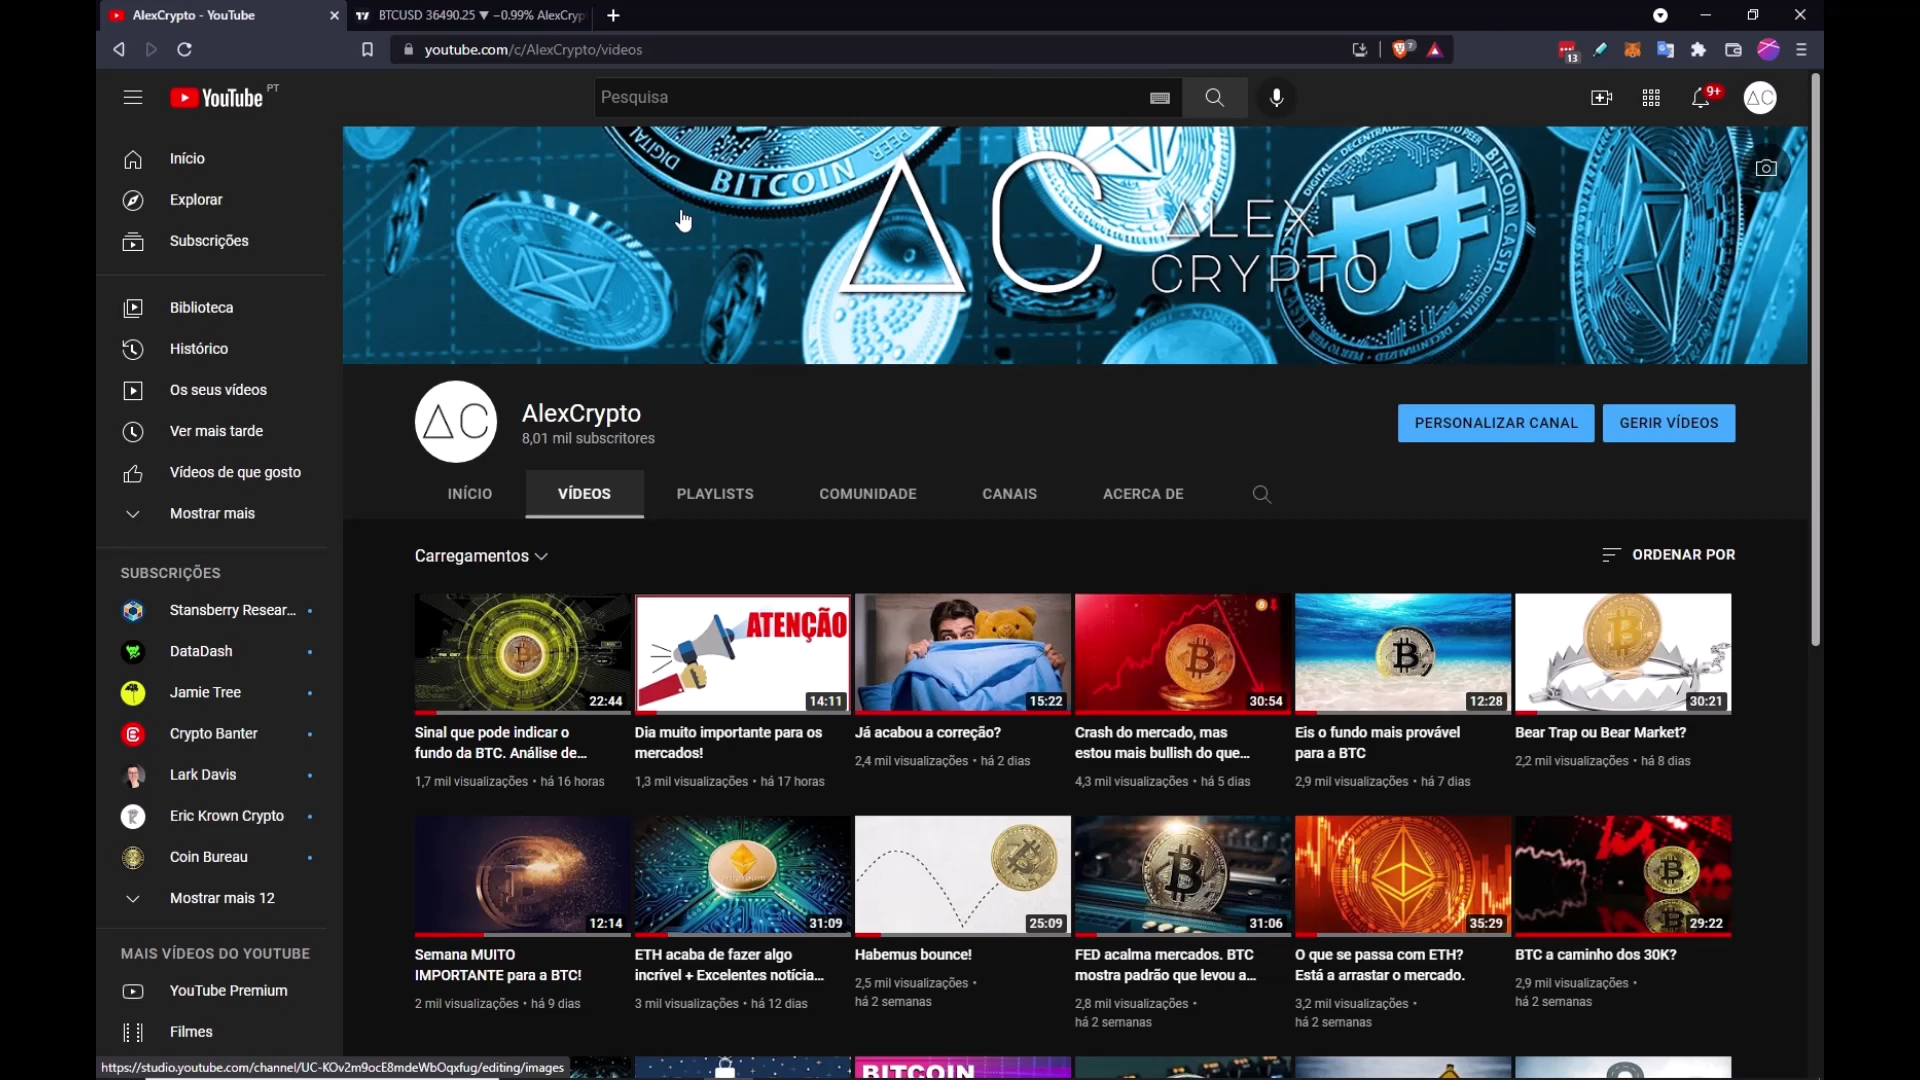 AlexCrypto - YouTube
BTCUSD 36490.25 ▼ −0.99% AlexCryp
youtube.com/c/AlexCrypto/videos
13
7
YouTube PT
Pesquisa
9+
AC
Início
Explorar
Subscrições
Biblioteca
Histórico
Os seus vídeos
Ver mais tarde
Vídeos de que gosto
Mostrar mais
SUBSCRIÇÕES
Stansberry Resear...
DataDash
Jamie Tree
Crypto Banter
Lark Davis
Eric Krown Crypto
Coin Bureau
Mostrar mais 12
MAIS VÍDEOS DO YOUTUBE
YouTube Premium
Filmes
https://studio.youtube.com/channel/UC-KOv2m9ocE8mdeWbOqxfug/editing/images
DIGITAL
BITCOIN
PEER
AC
ALEX
CRYPTO
DECENTRALIZED
BITCOIN CASH
MONERO
AC
AlexCrypto
8,01 mil subscritores
PERSONALIZAR CANAL
GERIR VÍDEOS
INÍCIO
VÍDEOS
PLAYLISTS
COMUNIDADE
CANAIS
ACERCA DE
Carregamentos
ORDENAR POR
22:44
ATENÇÃO
14:11
15:22
30:54
12:28
30:21
Sinal que pode indicar o
fundo da BTC. Análise de...
1,7 mil visualizações • há 16 horas
Dia muito importante para os
mercados!
1,3 mil visualizações • há 17 horas
Já acabou a correção?
2,4 mil visualizações • há 2 dias
Crash do mercado, mas
estou mais bullish do que...
4,3 mil visualizações • há 5 dias
Eis o fundo mais provável
para a BTC
2,9 mil visualizações • há 7 dias
Bear Trap ou Bear Market?
2,2 mil visualizações • há 8 dias
12:14
31:09
25:09
31:06
35:29
29:22
Semana MUITO
IMPORTANTE para a BTC!
2 mil visualizações • há 9 dias
ETH acaba de fazer algo
incrível + Excelentes notícia...
3 mil visualizações • há 12 dias
Habemus bounce!
2,5 mil visualizações •
há 2 semanas
FED acalma mercados. BTC
mostra padrão que levou a...
2,8 mil visualizações •
há 2 semanas
O que se passa com ETH?
Está a arrastar o mercado.
3,2 mil visualizações •
há 2 semanas
BTC a caminho dos 30K?
2,9 mil visualizações •
há 2 semanas
BITCOIN